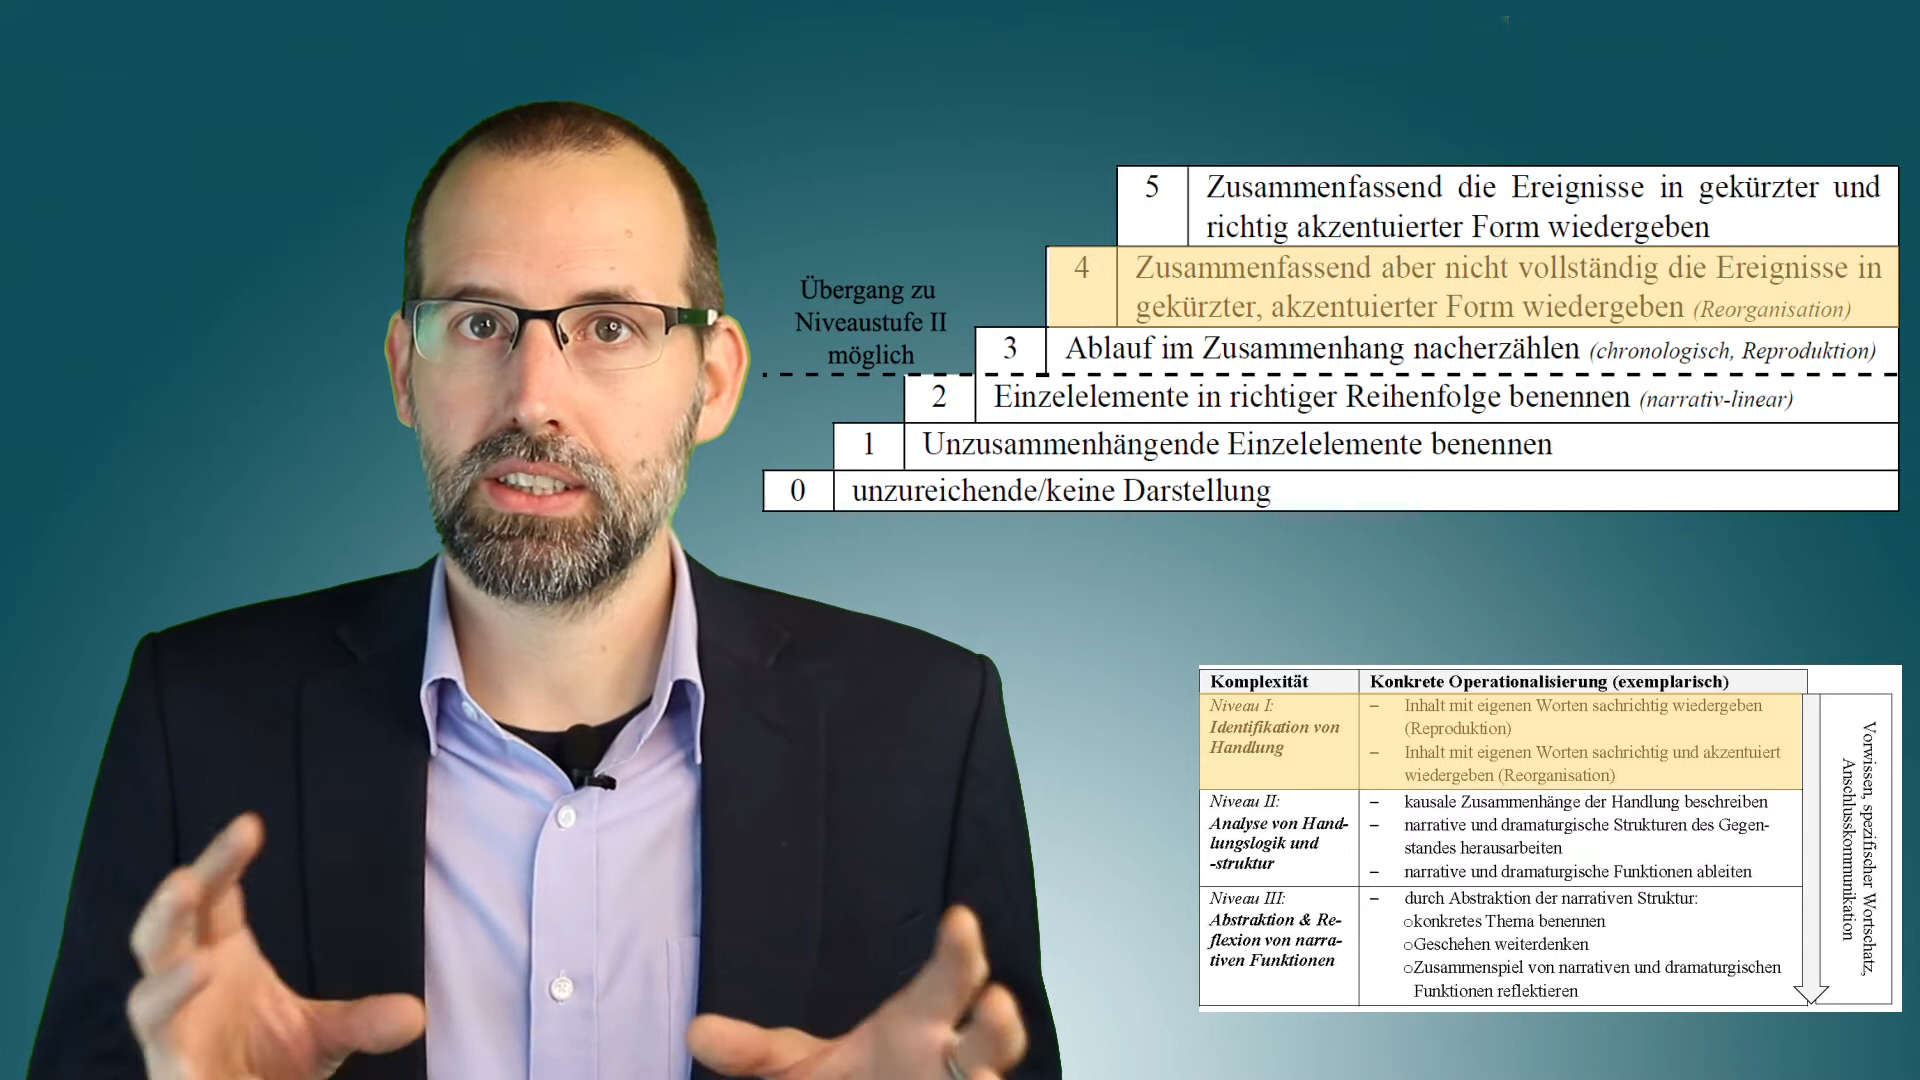 5 Zusammenfassend die Ereignisse in gekürzter und
richtig akzentuierter Form wiedergeben
4 Zusammenfassend aber nicht vollständig die Ereignisse in
gekürzter, akzentuierter Form wiedergeben (Reorganisation)
Übergang zu
Niveaustufe II
möglich
3 Ablauf im Zusammenhang nacherzählen (chronologisch, Reproduktion)
2 Einzelelemente in richtiger Reihenfolge benennen (narrativ-linear)
1 Unzusammenhängende Einzelelemente benennen
0 unzureichende/keine Darstellung
Komplexität
Konkrete Operationalisierung (exemplarisch)
Niveau I:
Identifikation von
Handlung
– Inhalt mit eigenen Worten sachrichtig wiedergeben
(Reproduktion)
– Inhalt mit eigenen Worten sachrichtig und akzentuiert
wiedergeben (Reorganisation)
Niveau II:
Analyse von Hand-
lungslogik und
-struktur
– kausale Zusammenhänge der Handlung beschreiben
– narrative und dramaturgische Strukturen des Gegen-
standes herausarbeiten
– narrative und dramaturgische Funktionen ableiten
Niveau III:
Abstraktion & Re-
flexion von narra-
tiven Funktionen
– durch Abstraktion der narrativen Struktur:
○konkretes Thema benennen
○Geschehen weiterdenken
○Zusammenspiel von narrativen und dramaturgischen
Funktionen reflektieren
Vorwissen, spezifischer Wortschatz,
Anschlusskommunikation